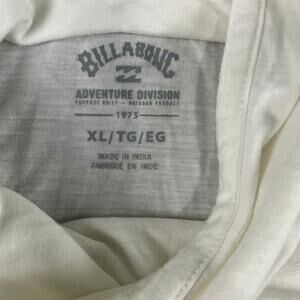 BILLABONG
ADVENTURE DIVISION
PURPOSE BUILT - OUTDOOR PRODUCT
1973
XL/TG/EG
MADE IN INDIA
FABRIQUÉ EN INDE